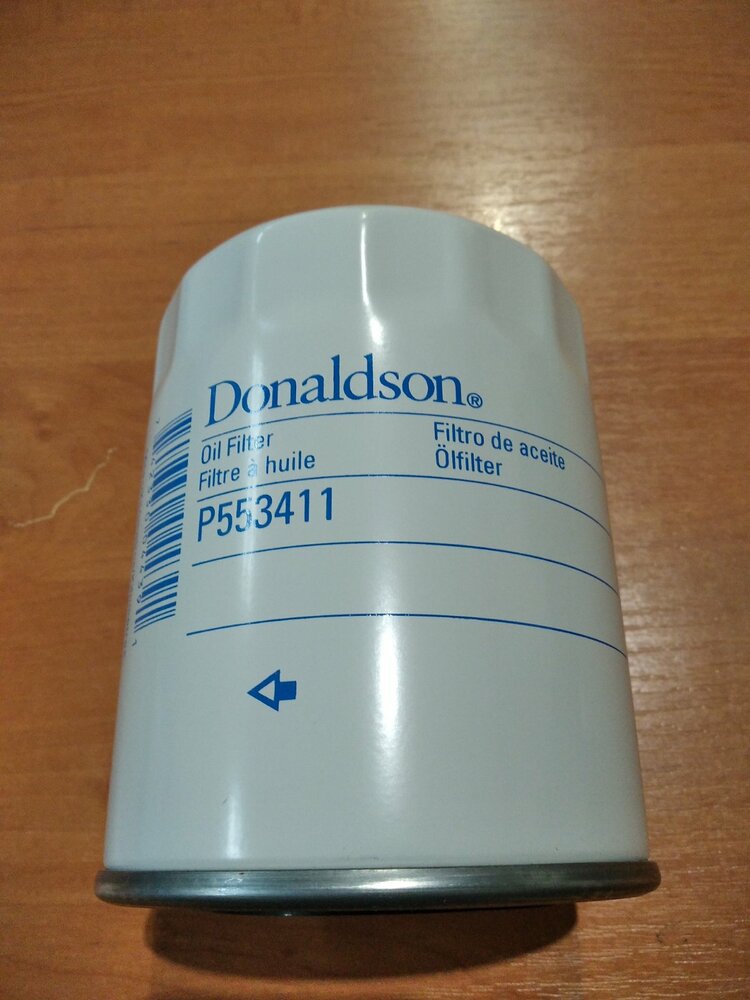 Donaldson®
Oil Filter
Filtre à huile
Filtro de aceite
Ölfilter
P553411